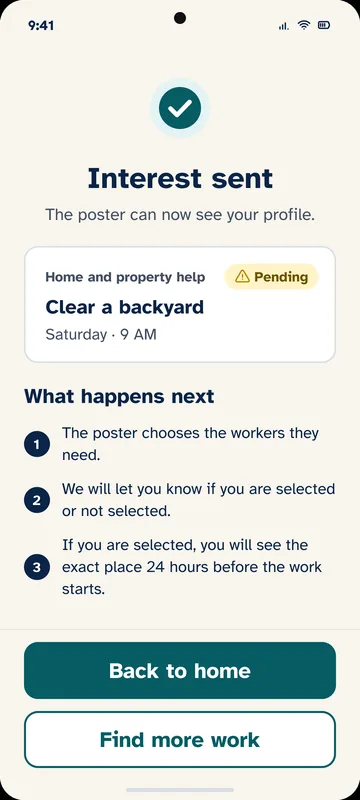 9:41
Interest sent
The poster can now see your profile.
Home and property help
Pending
Clear a backyard
Saturday · 9 AM
What happens next
1 The poster chooses the workers they
need.
2 We will let you know if you are selected
or not selected.
3 If you are selected, you will see the
exact place 24 hours before the work
starts.
Back to home
Find more work